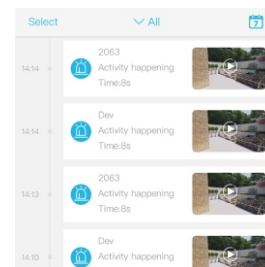 Select
All
7
2063
14:14
Activity happening
Time:8s
Dev
14:14
Activity happening
Time:8s
2063
14:13
Activity happening
Time:8s
Dev
14:10
Activity happening